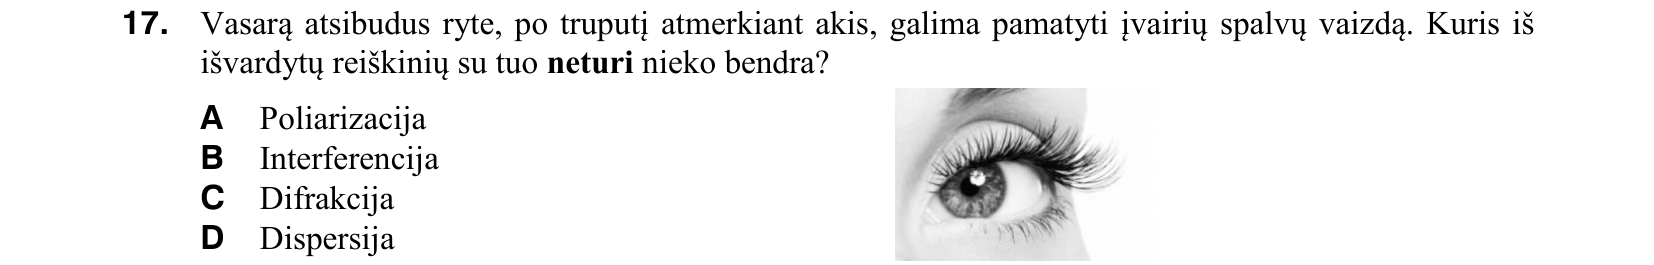 17. Vasarą atsibudus ryte, po truputį atmerkiant akis, galima pamatyti įvairių spalvų vaizdą. Kuris iš
išvardytų reiškinių su tuo neturi nieko bendra?
A Poliarizacija
B Interferencija
C Difrakcija
D Dispersija